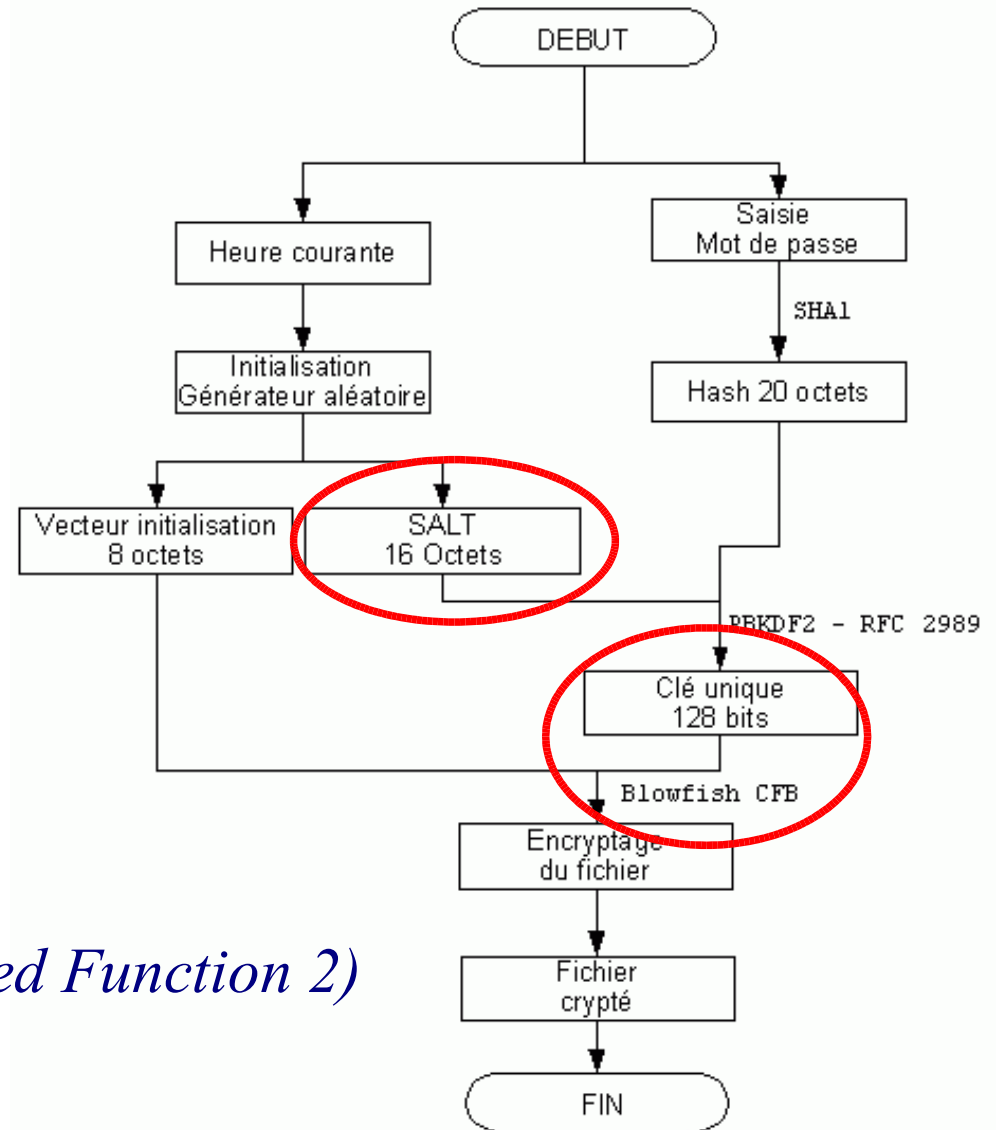 DEBUT
Heure courante
Saisie
Mot de passe
SHA1
Initialisation
Générateur aléatoire
Hash 20 octets
Vecteur initialisation
8 octets
SALT
16 Octets
PBKDF2 - RFC 2989
Clé unique
128 bits
Blowfish CFB
Encryptage
du fichier
ed Function 2)
Fichier
crypté
FIN